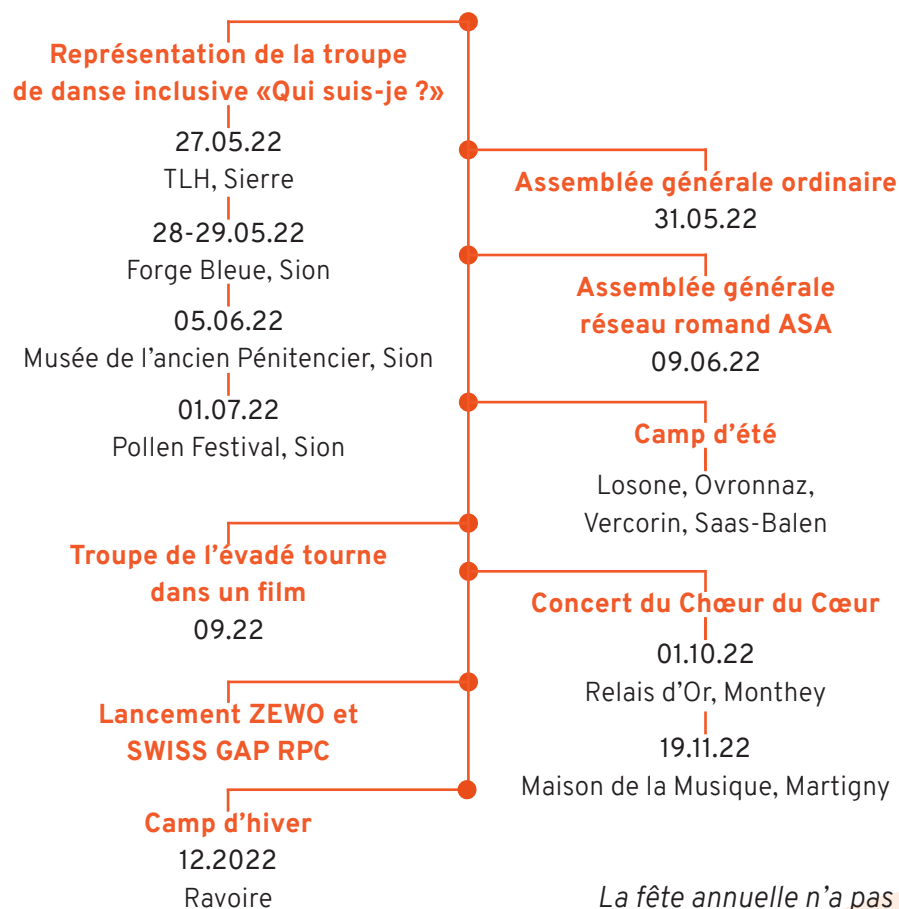 Représentation de la troupe
de danse inclusive «Qui suis-je ?»
27.05.22
TLH, Sierre
28-29.05.22
Forge Bleue, Sion
05.06.22
Musée de l'ancien Pénitencier, Sion
01.07.22
Pollen Festival, Sion
Assemblée générale ordinaire
31.05.22
Assemblée générale
réseau romand ASA
09.06.22
Camp d'été
Losone, Ovronnaz,
Vercorin, Saas-Balen
Troupe de l'évadé tourne
dans un film
09.22
Concert du Chœur du Cœur
01.10.22
Relais d'Or, Monthey
19.11.22
Maison de la Musique, Martigny
Lancement ZEWO et
SWISS GAP RPC
Camp d'hiver
12.2022
Ravoire
La fête annuelle n'a pas